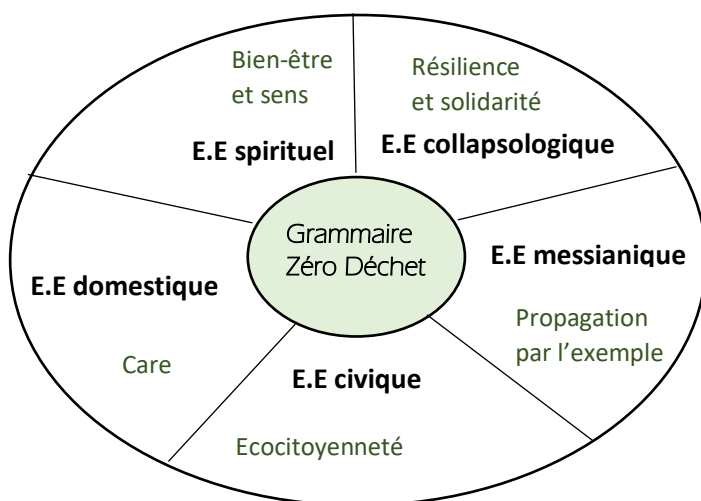 Bien-être
et sens
E.E spirituel
Résilience
et solidarité
E.E collapsologique
Grammaire
Zéro Déchet
E.E domestique
Care
E.E messianique
Propagation
par l'exemple
E.E civique
Ecocitoyenneté